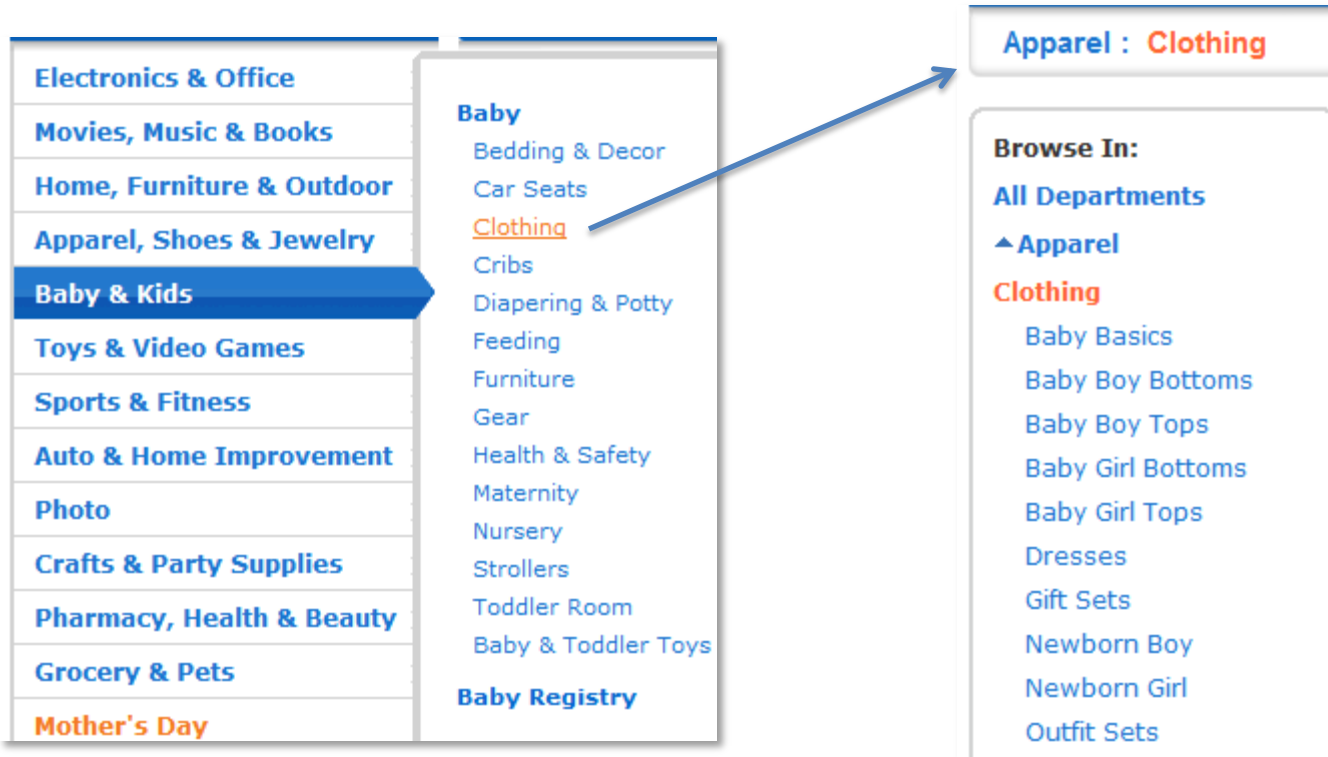 Electronics & Office
Movies, Music & Books
Home, Furniture & Outdoor
Apparel, Shoes & Jewelry
Baby & Kids
Toys & Video Games
Sports & Fitness
Auto & Home Improvement
Photo
Crafts & Party Supplies
Pharmacy, Health & Beauty
Grocery & Pets
Mother's Day
Baby
Bedding & Decor
Car Seats
Clothing
Cribs
Diapering & Potty
Feeding
Furniture
Gear
Health & Safety
Maternity
Nursery
Strollers
Toddler Room
Baby & Toddler Toys
Baby Registry
Apparel : Clothing
Browse In:
All Departments
Apparel
Clothing
Baby Basics
Baby Boy Bottoms
Baby Boy Tops
Baby Girl Bottoms
Baby Girl Tops
Dresses
Gift Sets
Newborn Boy
Newborn Girl
Outfit Sets